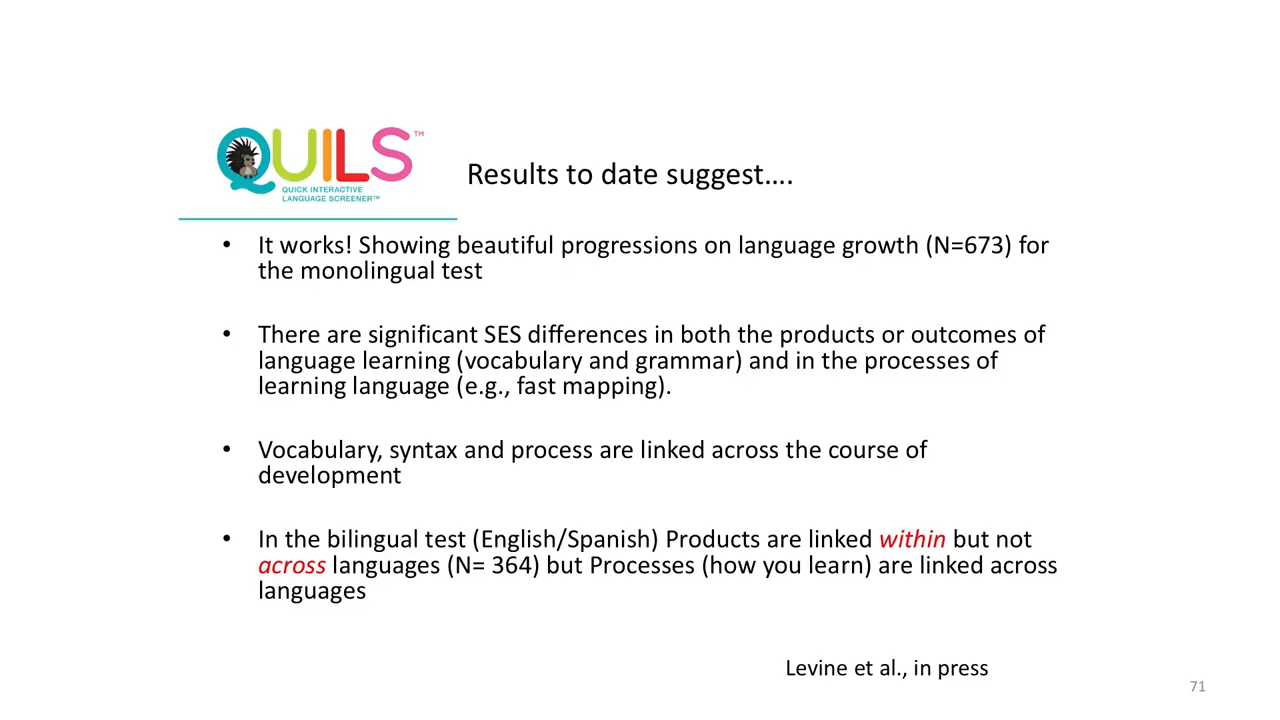 QUILS™
QUICK INTERACTIVE
LANGUAGE SCREENER™
Results to date suggest….
• It works! Showing beautiful progressions on language growth (N=673) for
the monolingual test
• There are significant SES differences in both the products or outcomes of
language learning (vocabulary and grammar) and in the processes of
learning language (e.g., fast mapping).
• Vocabulary, syntax and process are linked across the course of
development
• In the bilingual test (English/Spanish) Products are linked within but not
across languages (N= 364) but Processes (how you learn) are linked across
languages
Levine et al., in press
71